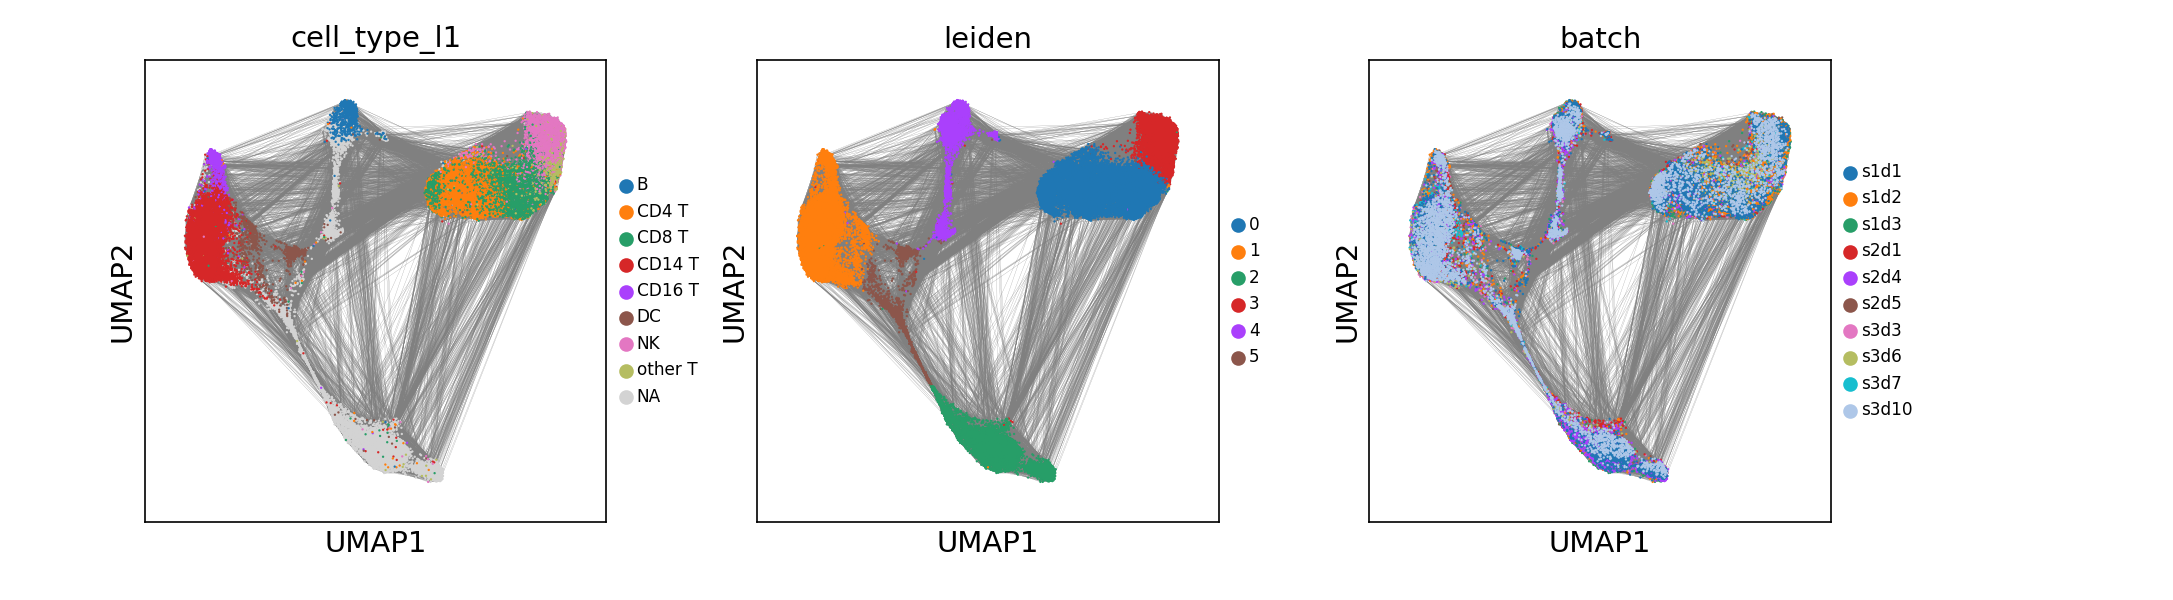 cell_type_l1
UMAP2
UMAP1
B
CD4 T
CD8 T
CD14 T
CD16 T
DC
NK
other T
NA
leiden
UMAP2
UMAP1
0
1
2
3
4
5
batch
UMAP2
UMAP1
s1d1
s1d2
s1d3
s2d1
s2d4
s2d5
s3d3
s3d6
s3d7
s3d10